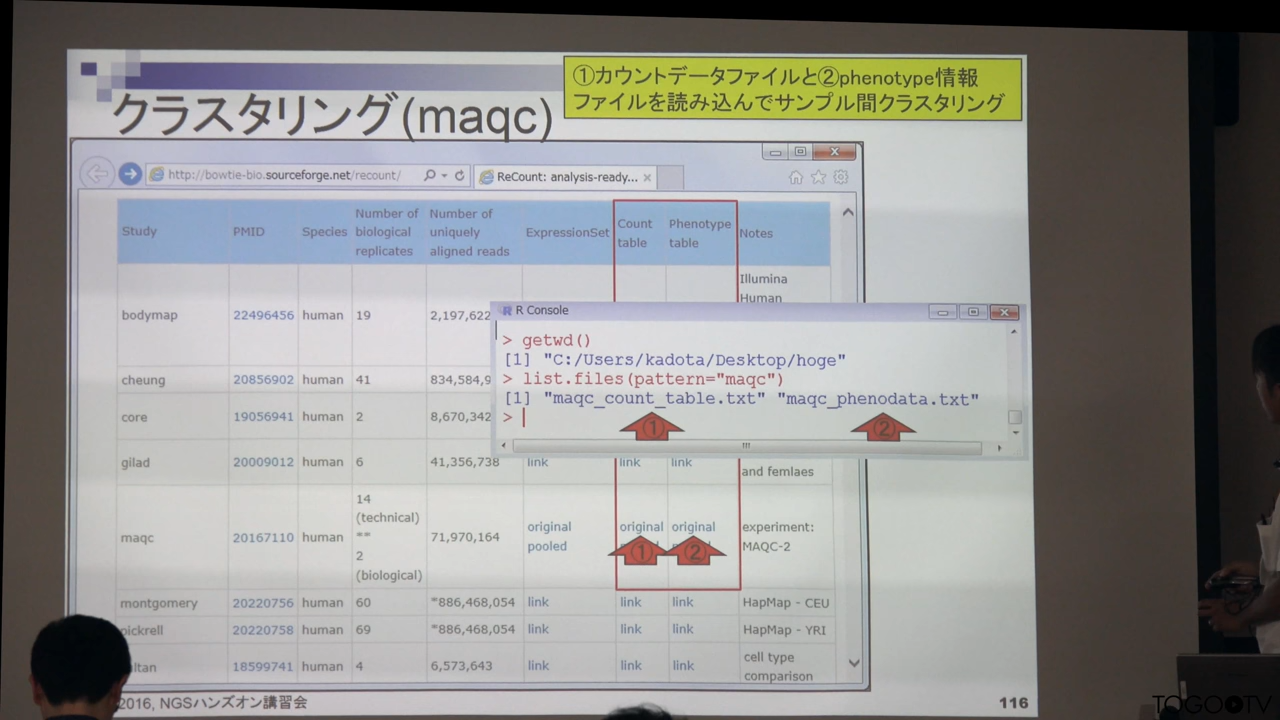 ①カウントデータファイルと②phenotype情報
ファイルを読み込んでサンプル間クラスタリング
クラスタリング(maqc)
http://bowtie-bio.sourceforge.net/recount/
ReCount: analysis-ready...
Study PMID Species Number of biological replicates Number of uniquely aligned reads ExpressionSet Count table Phenotype table Notes
Illumina
Human
bodymap 22496456 human 19 2,197,622
cheung 20856902 human 41 834,584,9
core 19056941 human 2 8,670,342
gilad 20009012 human 6 41,356,738 link link link
and femlaes
R Console
> getwd()
[1] "C:/Users/kadota/Desktop/hoge"
> list.files(pattern="maqc")
[1] "maqc_count_table.txt" "maqc_phenodata.txt"
>
① ②
maqc 20167110 human 14 (technical) ** 2 (biological) 71,970,164 original pooled original original experiment: MAQC-2
① ②
montgomery 20220756 human 60 *886,468,054 link link link HapMap - CEU
pickrell 20220758 human 69 *886,468,054 link link link HapMap - YRI
ltan 18599741 human 4 6,573,643 link link link cell type comparison
2016, NGSハンズオン講習会
116
TOGOTV